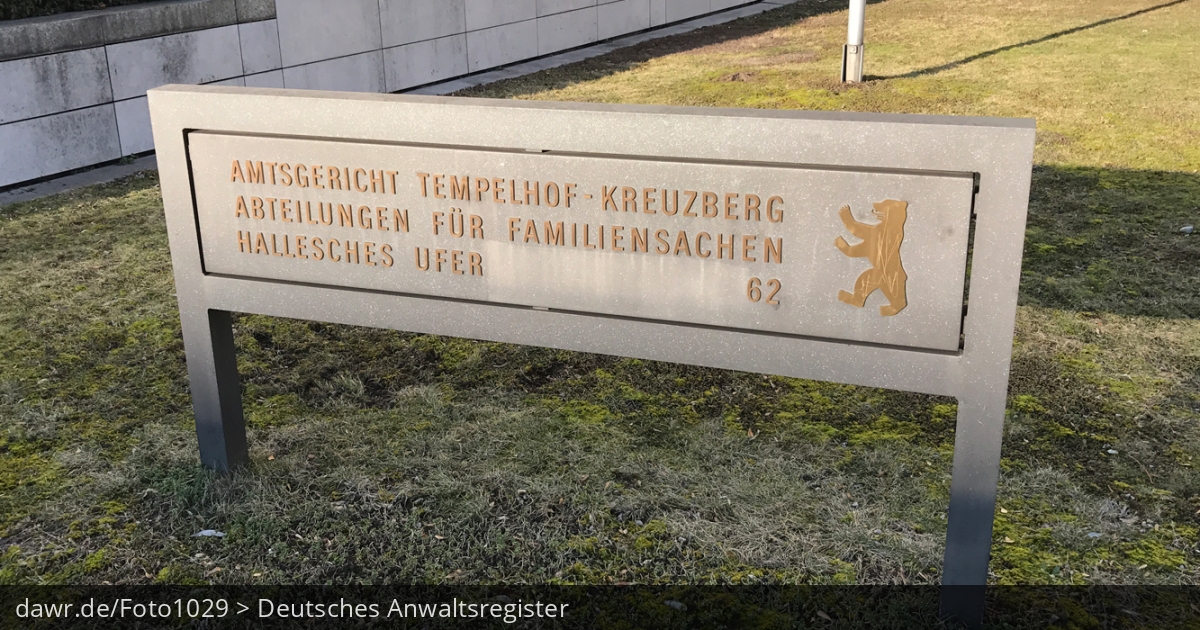 AMTSGERICHT TEMPELHOF-KREUZBERG
ABTEILUNGEN FÜR FAMILIENSACHEN
HALLESCHES UFER 62
dawr.de/Foto1029 > Deutsches Anwaltsregister